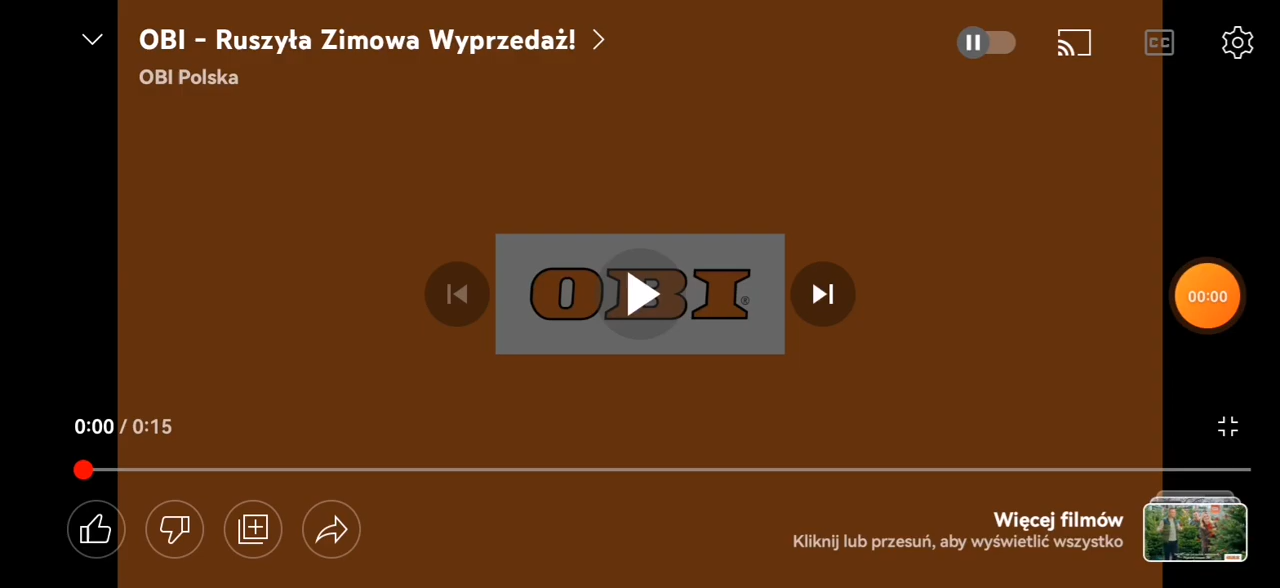 OBI - Ruszyła Zimowa Wyprzedaż!
OBI Polska
CC
OBI®
00:00
0:00 / 0:15
Więcej filmów
Kliknij lub przesuń, aby wyświetlić wszystko